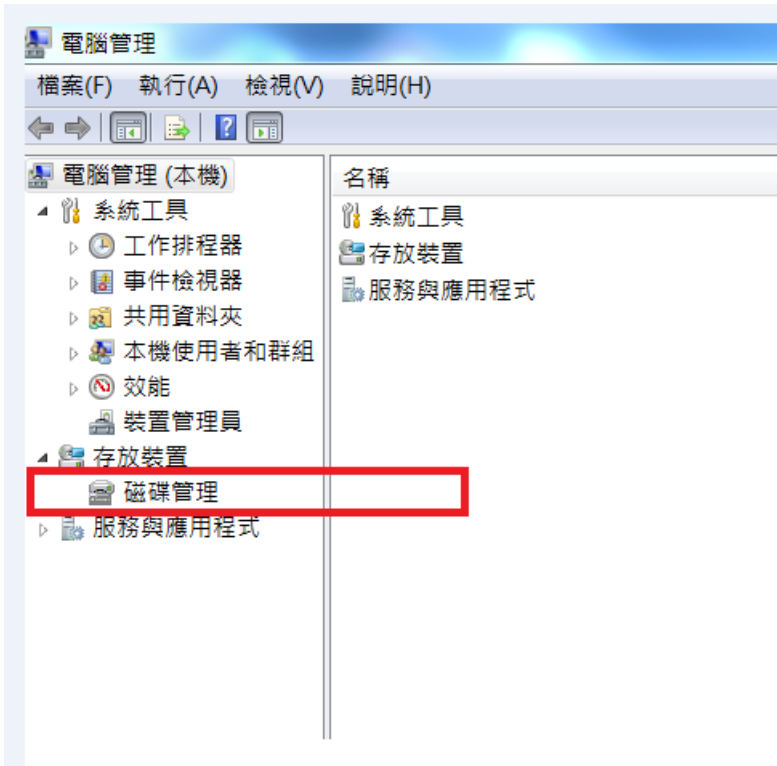 電腦管理
檔案(F) 執行(A) 檢視(V) 說明(H)
電腦管理 (本機)
系統工具
工作排程器
事件檢視器
共用資料夾
本機使用者和群組
效能
裝置管理員
存放裝置
磁碟管理
服務與應用程式
名稱
系統工具
存放裝置
服務與應用程式